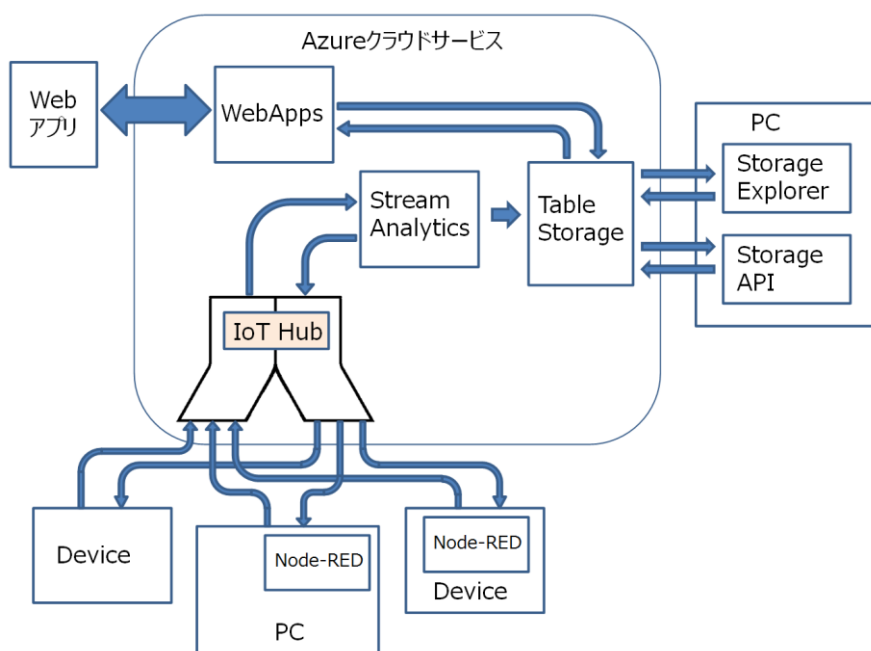 Azureクラウドサービス
Web
アプリ
WebApps
PC
Storage
Explorer
Stream
Analytics
Table
Storage
Storage
API
IoT Hub
Device
Node-RED
PC
Node-RED
Device